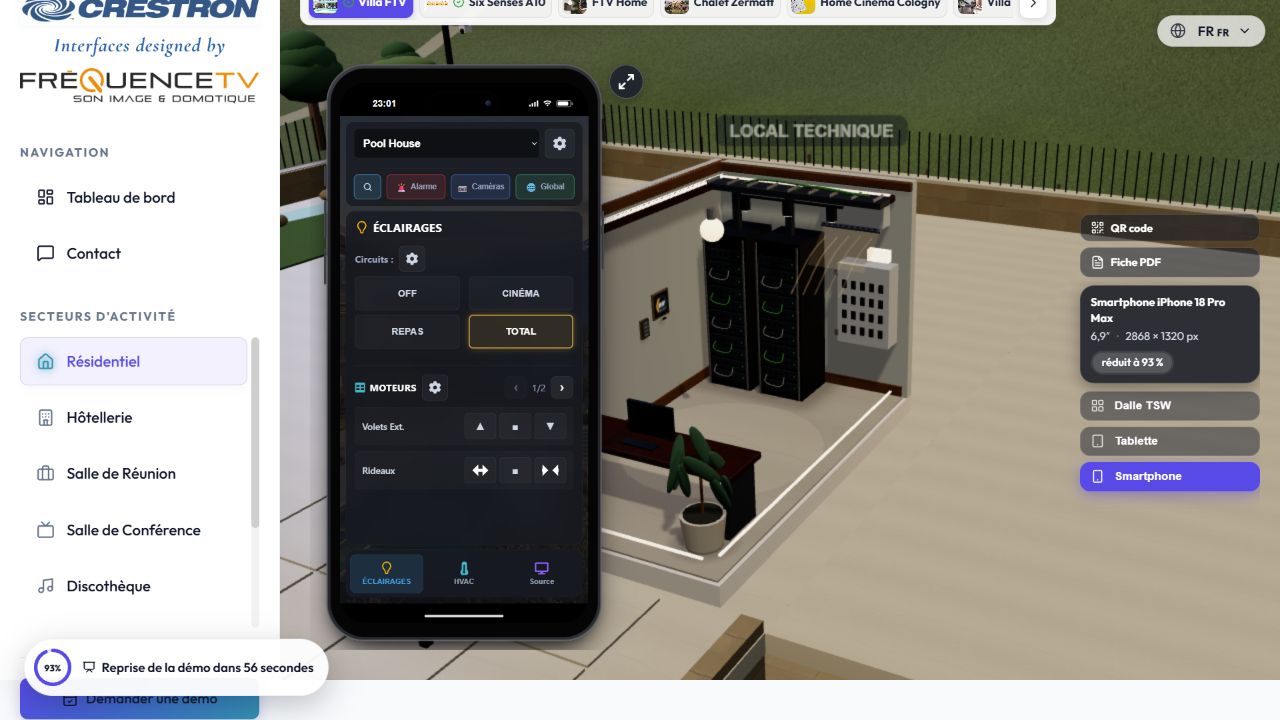 CRESTRON
Interfaces designed by
FRÉQUENCETV
SON IMAGE & DOMOTIQUE
NAVIGATION
Tableau de bord
Contact
SECTEURS D'ACTIVITÉ
Résidentiel
Hôtellerie
Salle de Réunion
Salle de Conférence
Discothèque
93%
Reprise de la démo dans 56 secondes
Demander une démo
Villa FTV
Six Senses A10
FTV Home
Chalet Zermatt
Home Cinema Cologny
Villa
FR FR
23:01
Pool House
Alarme
Caméras
Global
ÉCLAIRAGES
Circuits :
OFF
CINÉMA
REPAS
TOTAL
MOTEURS
1/2
Volets Ext.
Rideaux
ÉCLAIRAGES
HVAC
Source
LOCAL TECHNIQUE
QR code
Fiche PDF
Smartphone iPhone 18 Pro
Max
6,9" · 2868 × 1320 px
réduit à 93 %
Dalle TSW
Tablette
Smartphone